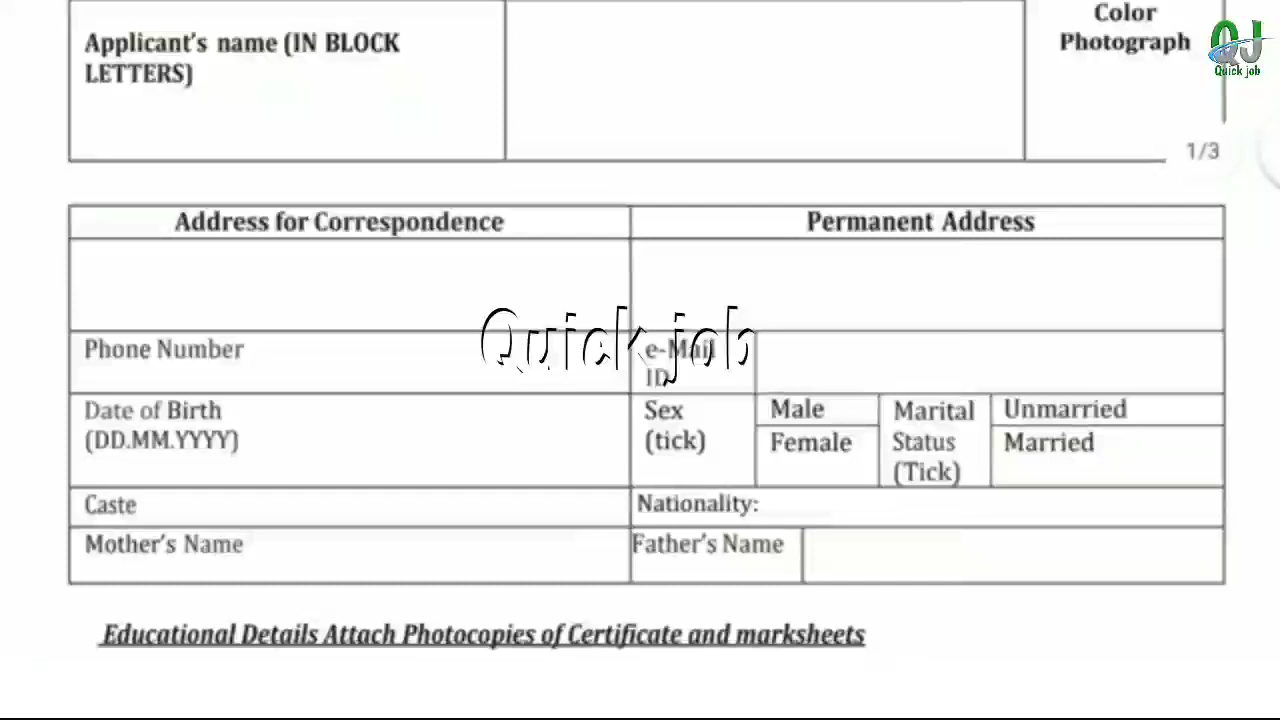 Color
Photograph
Applicant's name (IN BLOCK
LETTERS)
QJ
Quick job
1/3
Address for Correspondence
Permanent Address
Quick job
Phone Number
e-Mail
ID
Date of Birth
(DD.MM.YYYY)
Sex
(tick)
Male
Female
Marital
Status
(Tick)
Unmarried
Married
Caste
Nationality:
Mother's Name
Father's Name
Educational Details Attach Photocopies of Certificate and marksheets